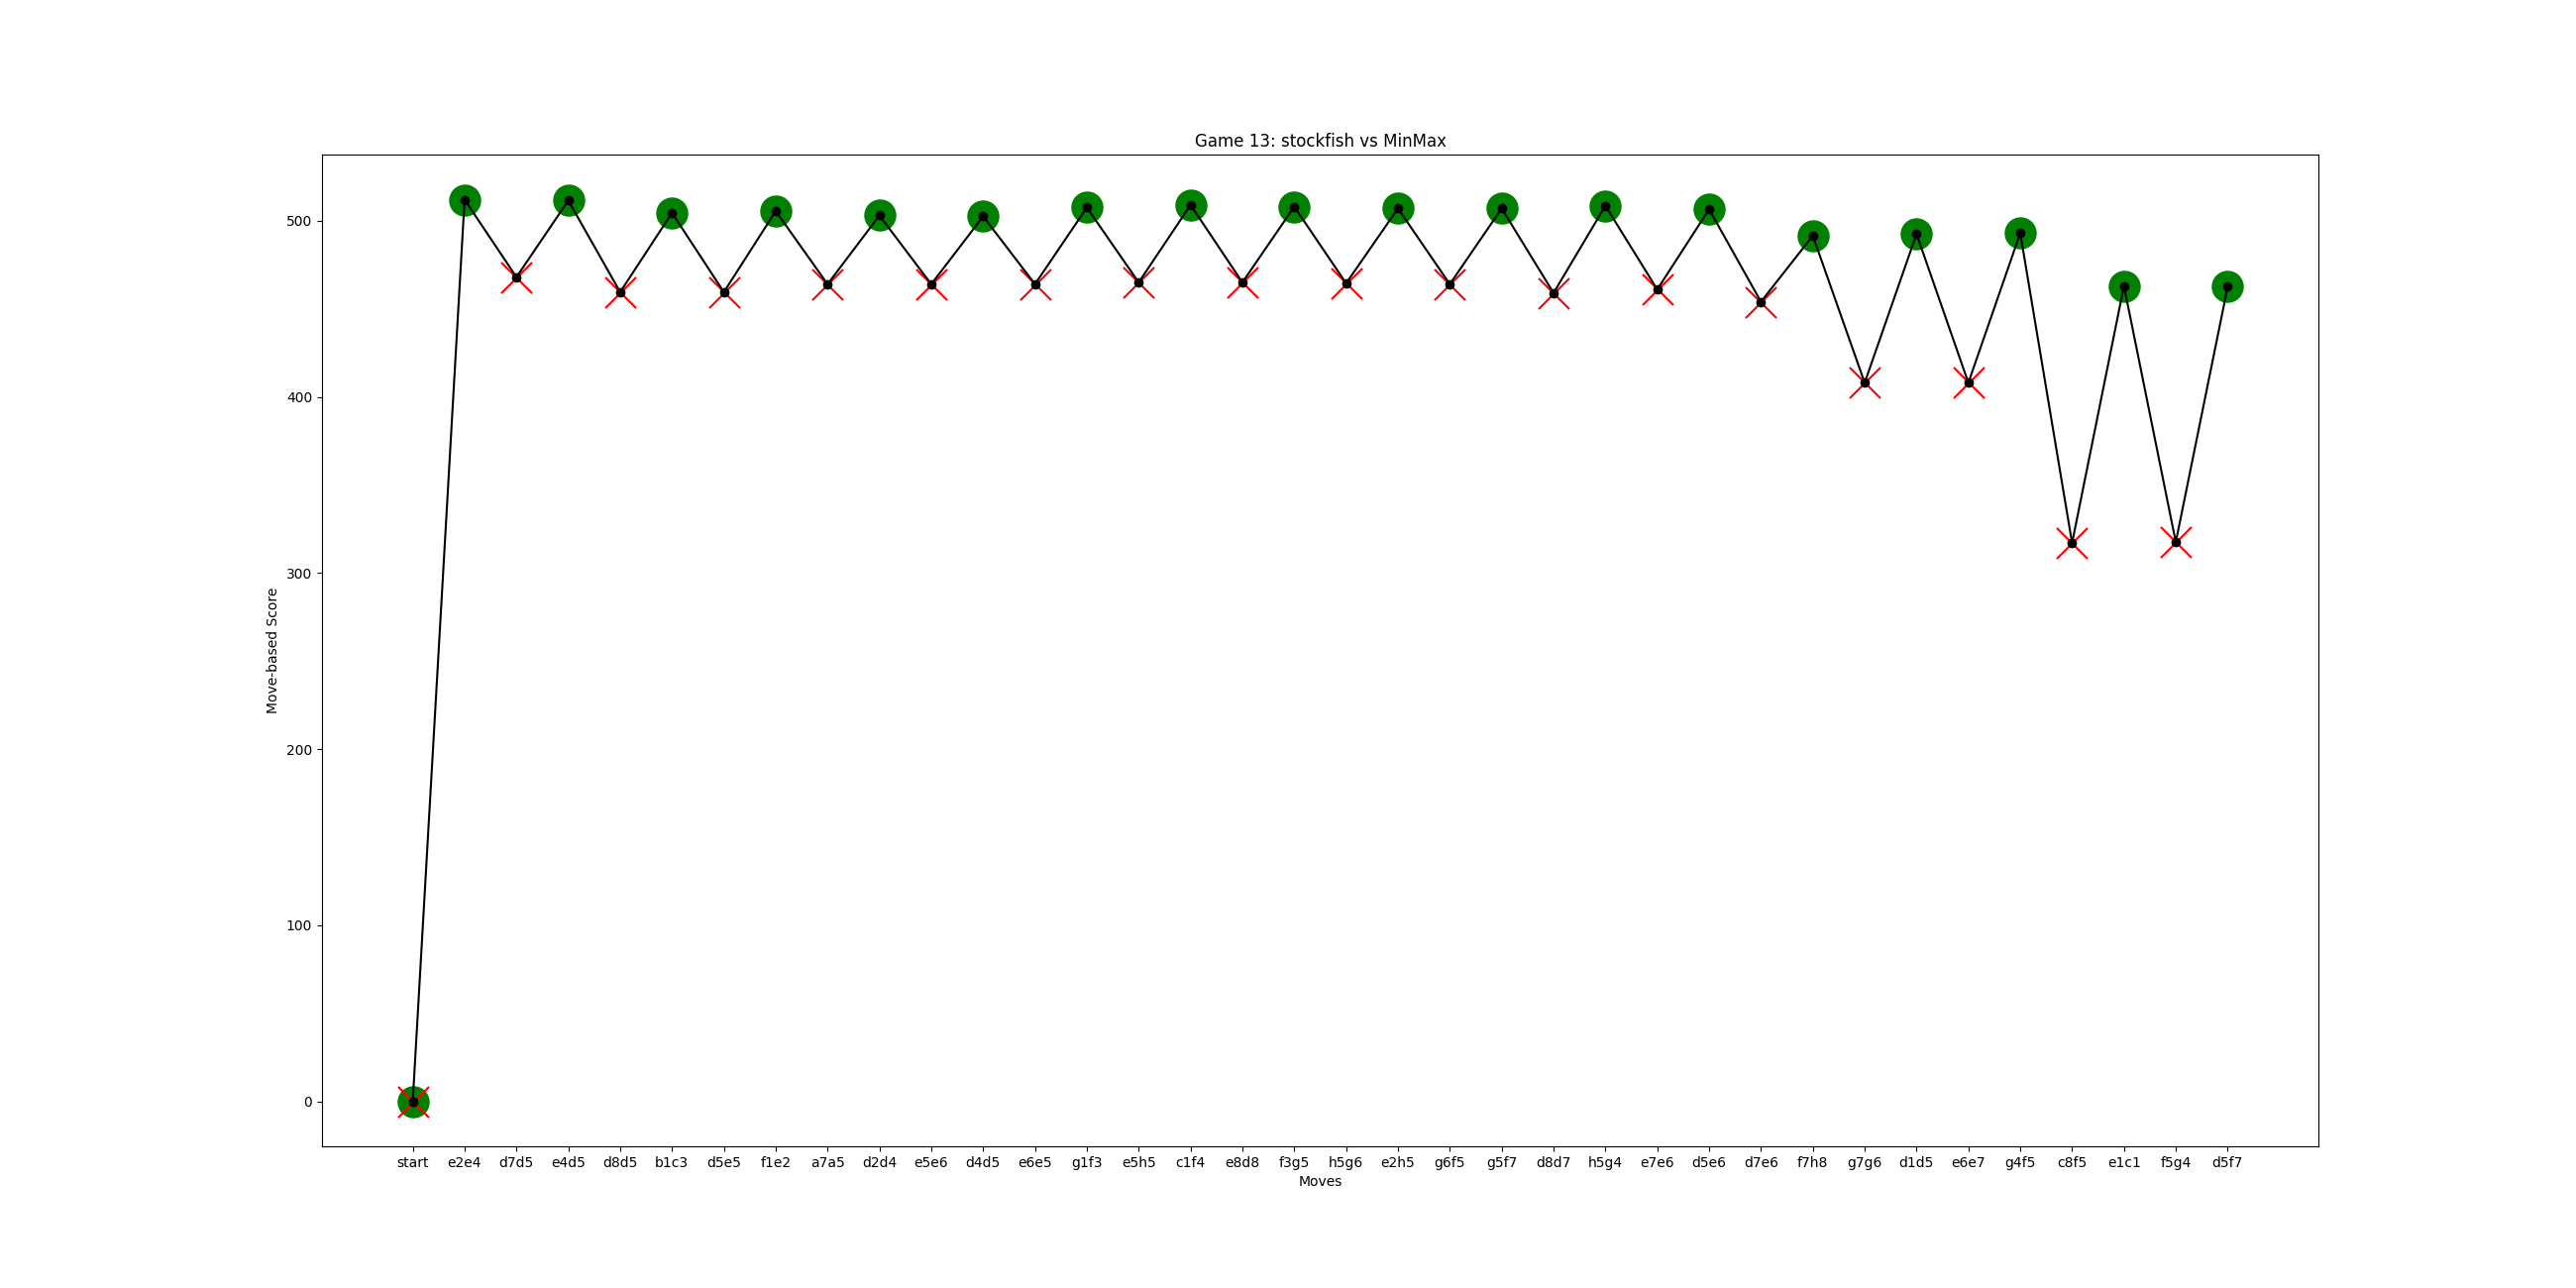 Game 13: stockfish vs MinMax
500
400
300
200
100
0
Move-based Score
start e2e4 d7d5 e4d5 d8d5 b1c3 d5e5 f1e2 a7a5 d2d4 e5e6 d4d5 e6e5 g1f3 e5h5 c1f4 e8d8 f3g5 h5g6 e2h5 g6f5 g5f7 d8d7 h5g4 e7e6 d5e6 d7e6 f7h8 g7g6 d1d5 e6e7 g4f5 c8f5 e1c1 f5g4 d5f7
Moves